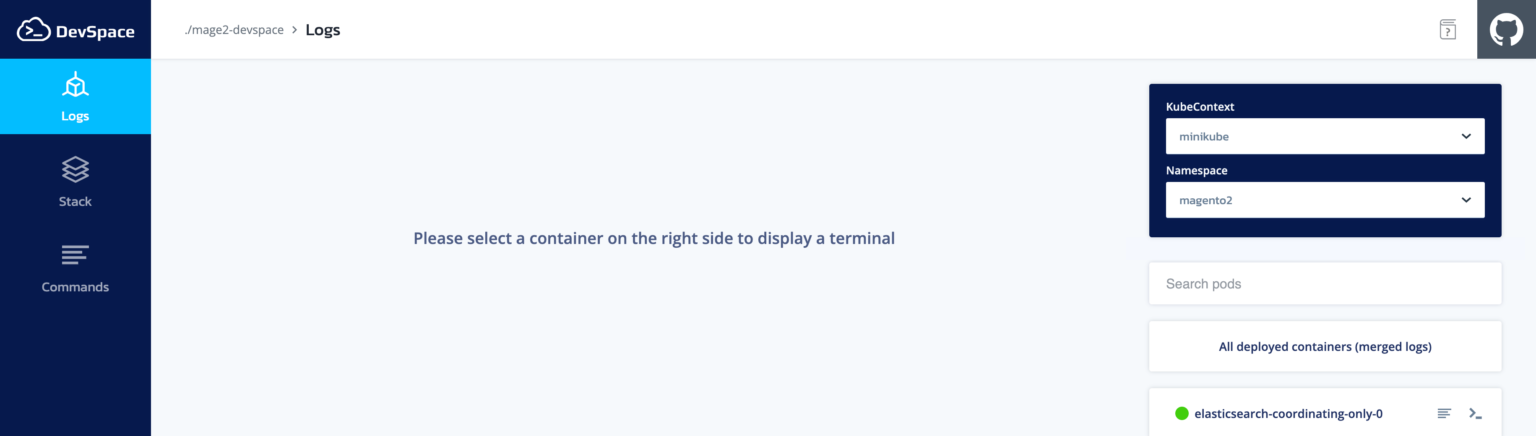 DevSpace
./mage2-devspace > Logs
Logs
Stack
Commands
Please select a container on the right side to display a terminal
KubeContext
minikube
Namespace
magento2
Search pods
All deployed containers (merged logs)
elasticsearch-coordinating-only-0